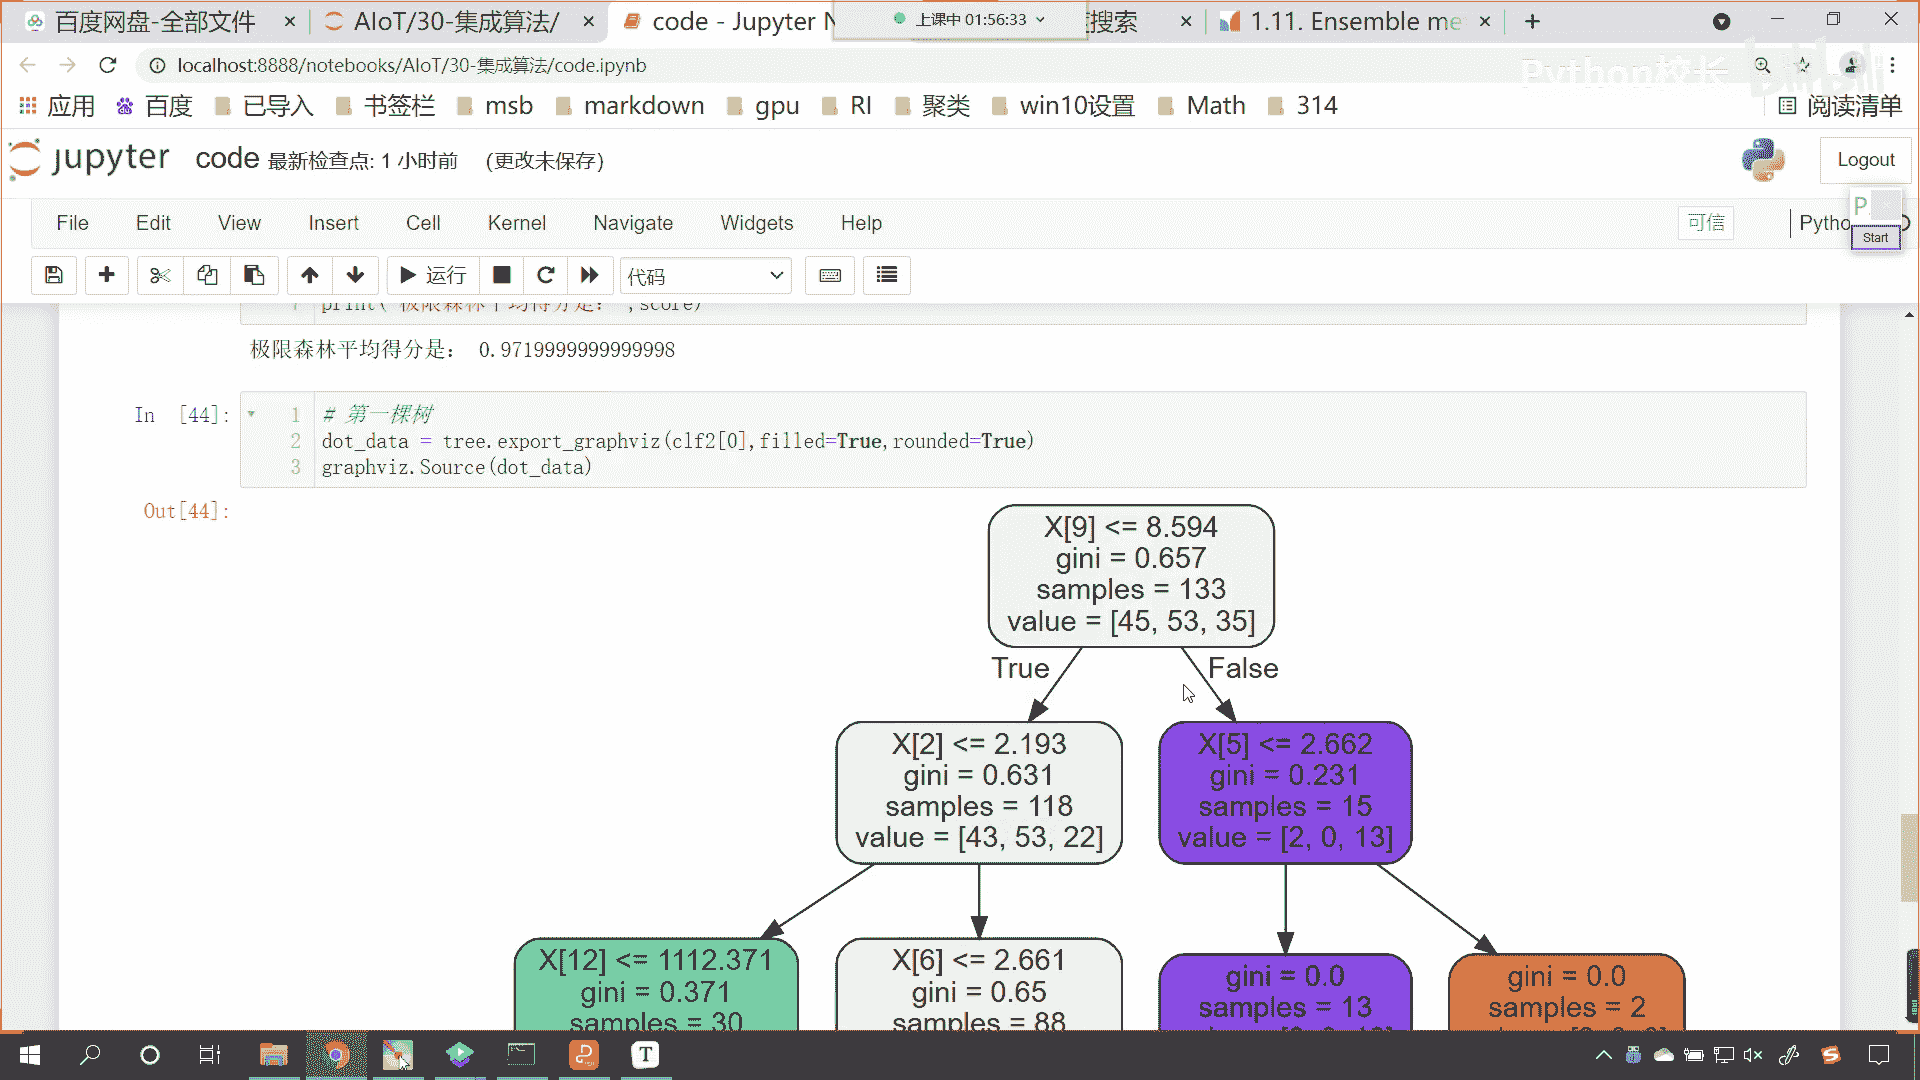 百度网盘-全部文件
AIoT/30-集成算法/
code - Jupyter N
上课中 01:56:33
搜索
1.11. Ensemble me
localhost:8888/notebooks/AIoT/30-集成算法/code.ipynb
Python校长
bilibili
应用
百度
已导入
书签栏
msb
markdown
gpu
RI
聚类
win10设置
Math
314
阅读清单
jupyter
code 最新检查点: 1 小时前 (更改未保存)
Logout
File
Edit
View
Insert
Cell
Kernel
Navigate
Widgets
Help
可信
Pytho
P
Start
运行
代码
print('极限森林平均得分是: ',score)
极限森林平均得分是: 0.9719999999999998
In [44]:
1 # 第一棵树
2 dot_data = tree.export_graphviz(clf2[0],filled=True,rounded=True)
3 graphviz.Source(dot_data)
Out[44]:
X[9] <= 8.594
gini = 0.657
samples = 133
value = [45, 53, 35]
True
False
X[2] <= 2.193
gini = 0.631
samples = 118
value = [43, 53, 22]
X[5] <= 2.662
gini = 0.231
samples = 15
value = [2, 0, 13]
X[12] <= 1112.371
gini = 0.371
samples = 30
X[6] <= 2.661
gini = 0.65
samples = 88
gini = 0.0
samples = 13
gini = 0.0
samples = 2